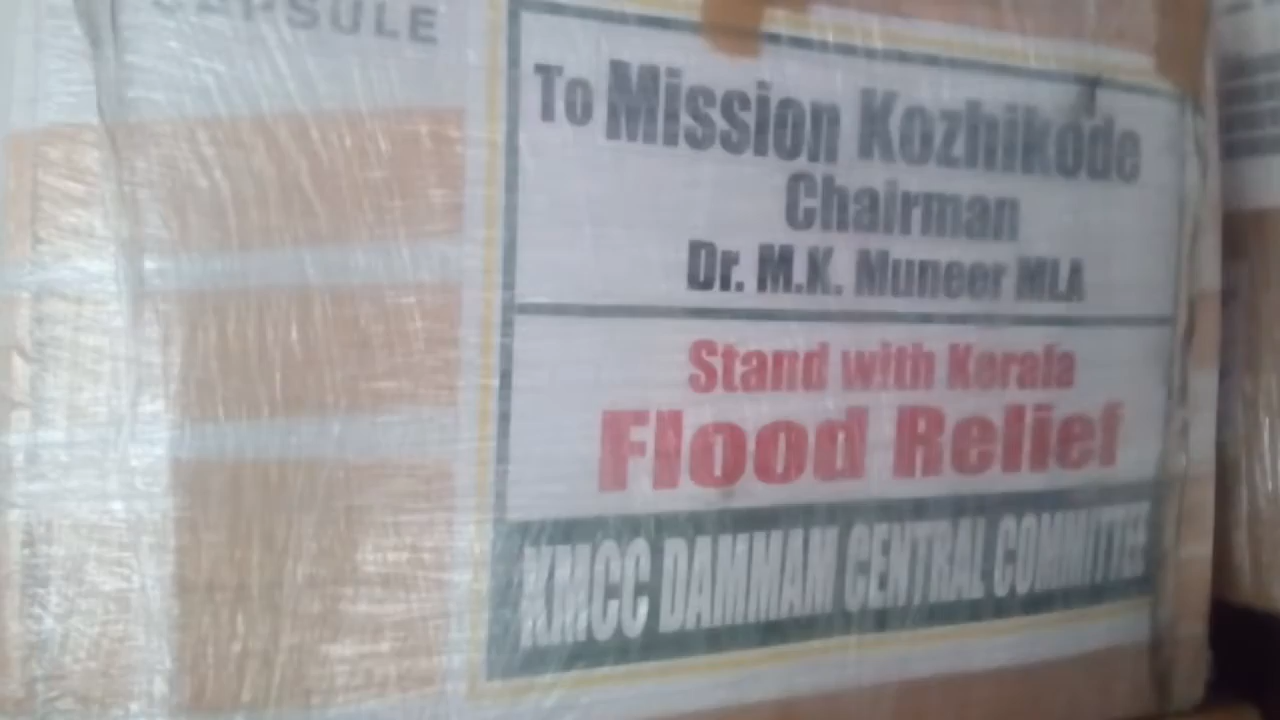 CAPSULE
To Mission Kozhikode
Chairman
Dr. M.K. Muneer MLA
Stand with Kerala
Flood Relief
KMCC DAMMAM CENTRAL COMMITTEE